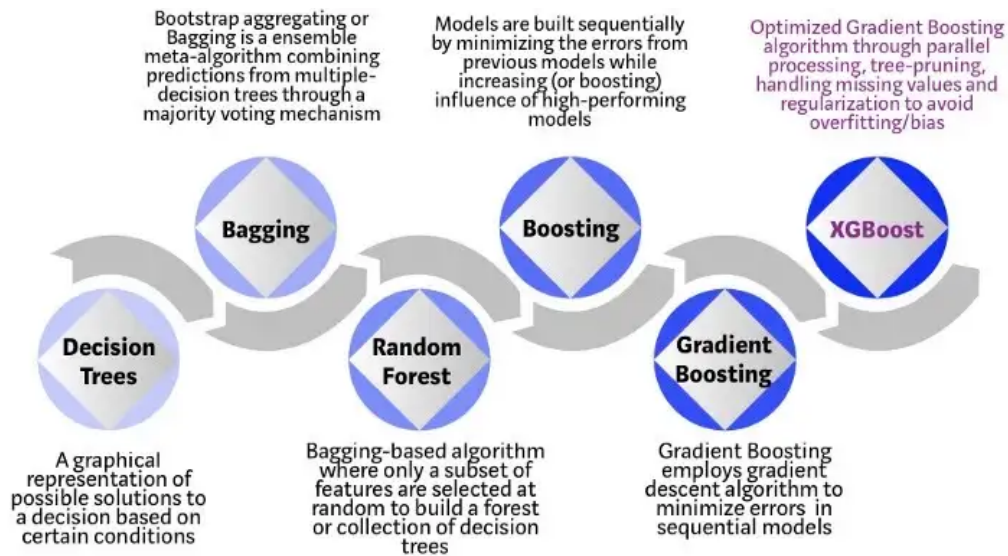 Bootstrap aggregating or
Bagging is a ensemble
meta-algorithm combining
predictions from multiple-
decision trees through a
majority voting mechanism
Models are built sequentially
by minimizing the errors from
previous models while
increasing (or boosting)
influence of high-performing
models
Optimized Gradient Boosting
algorithm through parallel
processing, tree-pruning,
handling missing values and
regularization to avoid
overfitting/bias
Bagging
Boosting
XGBoost
Decision
Trees
Random
Forest
Gradient
Boosting
A graphical
representation of
possible solutions to
a decision based on
certain conditions
Bagging-based algorithm
where only a subset of
features are selected at
random to build a forest
or collection of decision
trees
Gradient Boosting
employs gradient
descent algorithm to
minimize errors in
sequential models